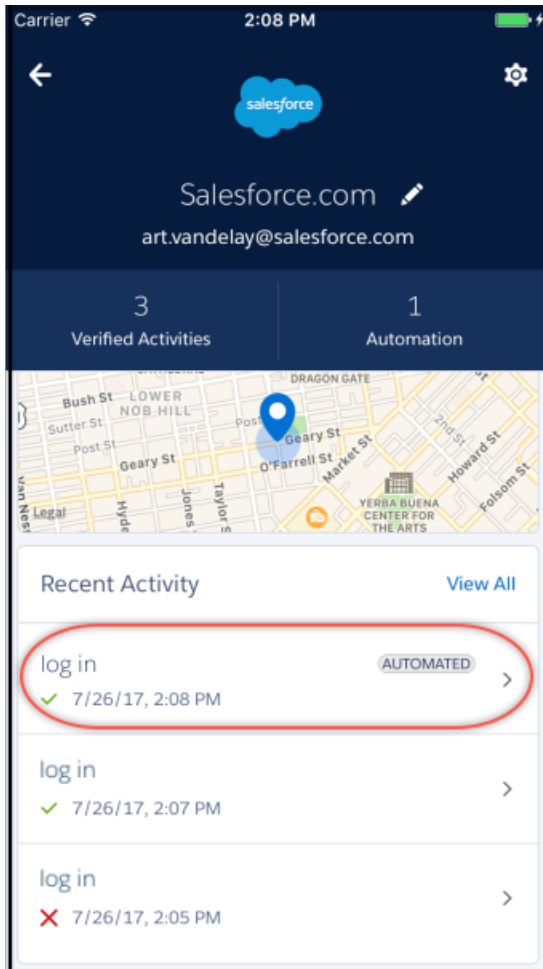 Carrier 2:08 PM
salesforce
Salesforce.com
art.vandelay@salesforce.com
3 1
Verified Activities Automation
DRAGON GATE
Bush St LOWER
NOB HILL
Sutter St
Post St Post
Geary St
Geary St O'Farrell St Market St 2nd St Howard St Folsom St
Van Ness Legal Hyde Jones Taylor S
YERBA BUENA
CENTER FOR
THE ARTS
Recent Activity View All
log in AUTOMATED
7/26/17, 2:08 PM
log in
7/26/17, 2:07 PM
log in
7/26/17, 2:05 PM